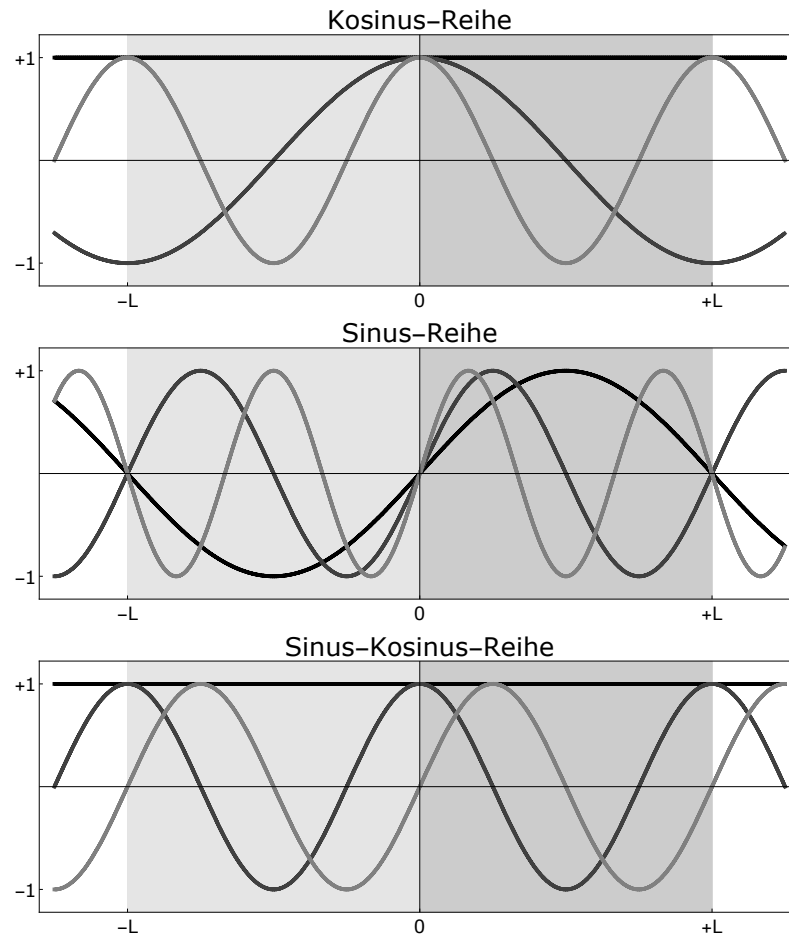 Kosinus–Reihe
+1
−1
−L 0 +L
Sinus–Reihe
+1
−1
−L 0 +L
Sinus–Kosinus–Reihe
+1
−1
−L 0 +L